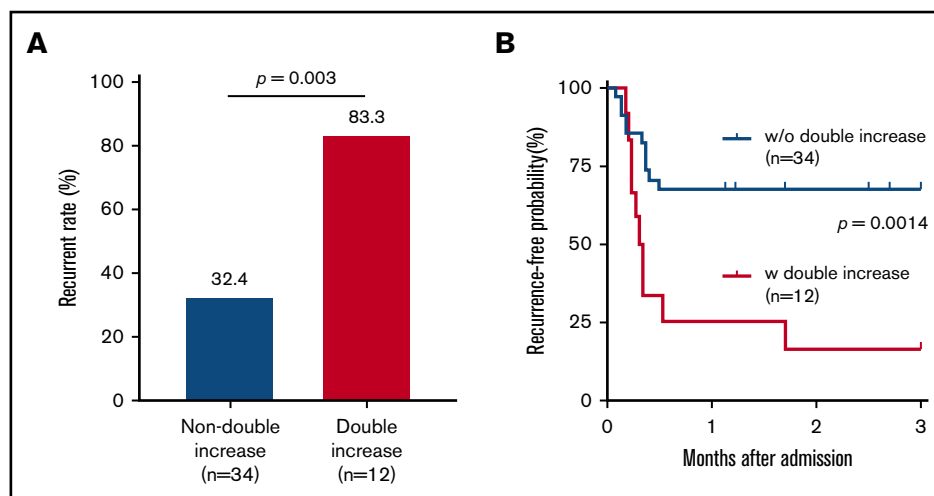 A
Recurrent rate (%)
100
80
60
40
20
0
p = 0.003
32.4
83.3
Non-double
increase
(n=34)
Double
increase
(n=12)
B
Recurrence-free probability(%)
100
75
50
25
0
w/o double increase
(n=34)
p = 0.0014
w double increase
(n=12)
0
1
2
3
Months after admission